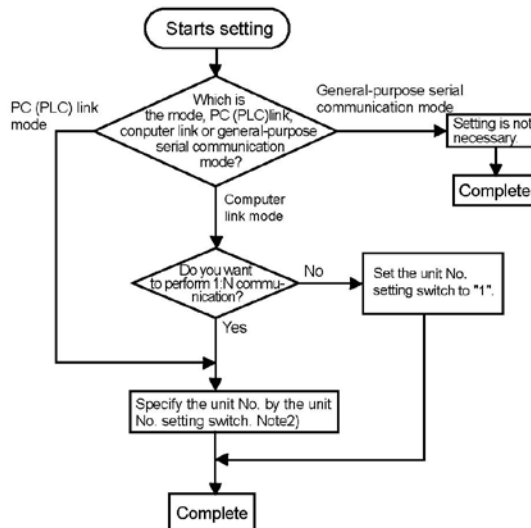 Starts setting
Which is
the mode, PC (PLC)link,
conputer link or general-purpose
serial communication
mode?
PC (PLC) link
mode
General-purpose serial
communication mode
Setting is not
necessary
Complete
Computer
link mode
Do you want
to perform 1:N commu-
nication?
No
Set the unit No.
setting switch to "1".
Yes
Specify the unit No. by the unit
No. setting switch. Note2)
Complete